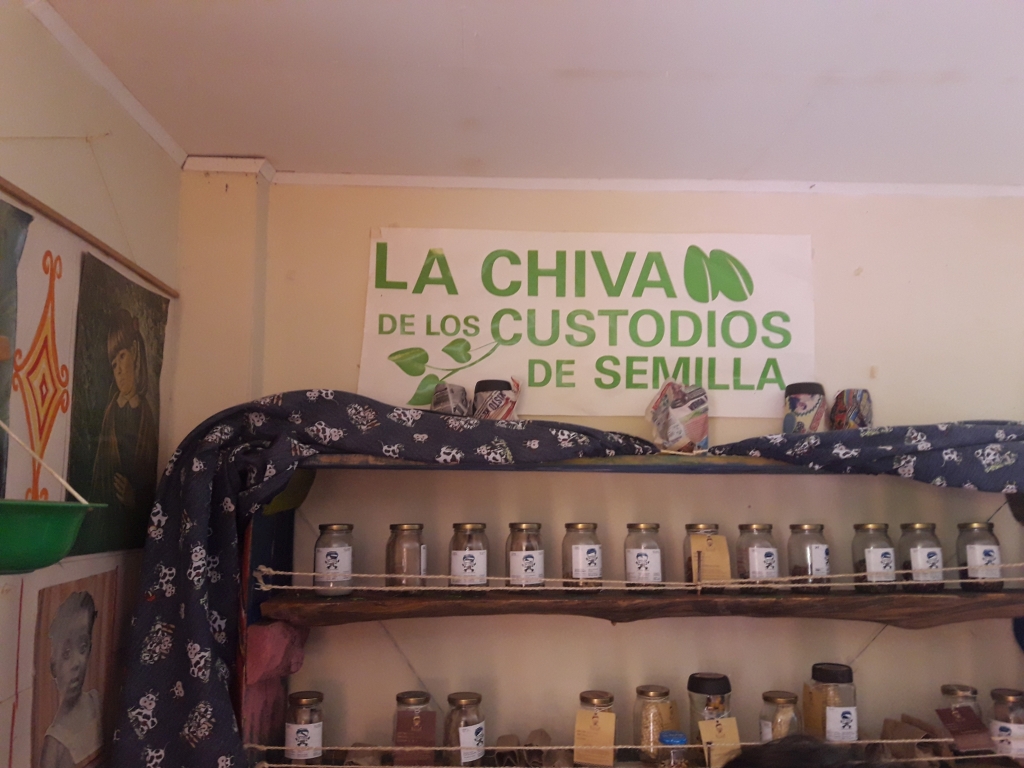 LA CHIVA
DE LOS CUSTODIOS
DE SEMILLA